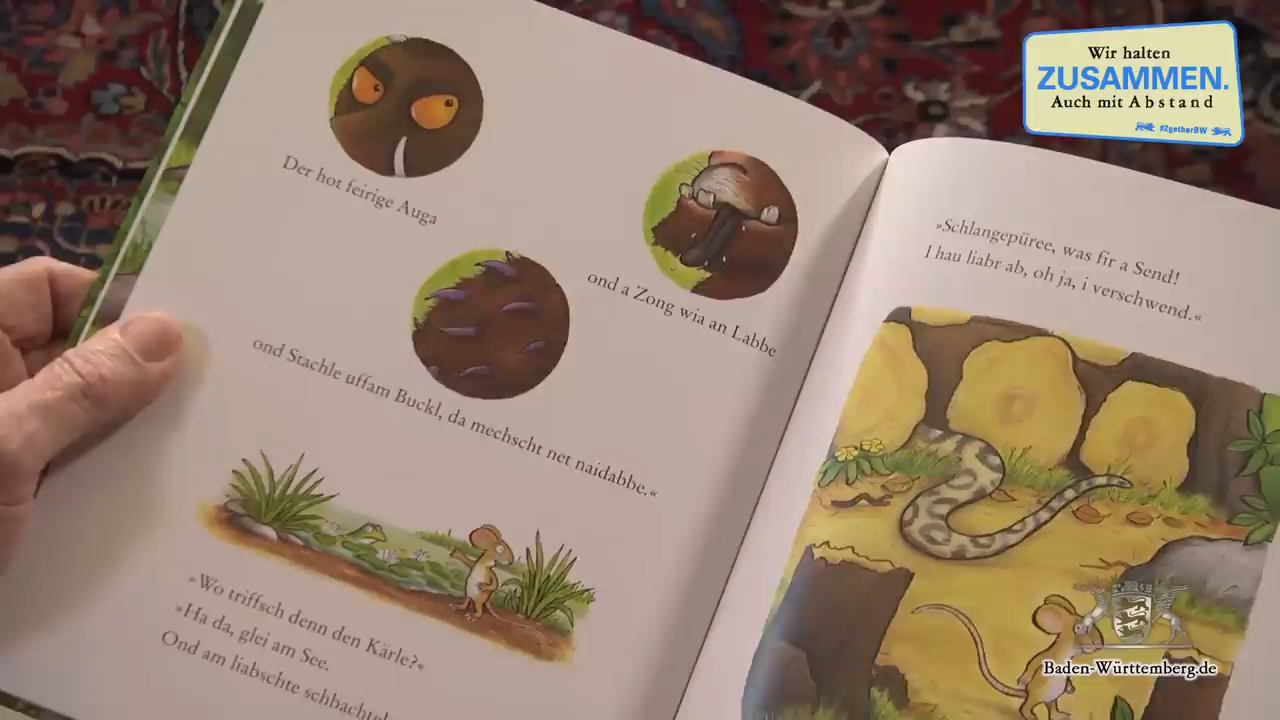 Wir halten
ZUSAMMEN.
Auch mit Abstand
#2getherBW
Der hot feirige Auga
ond a Zong wia an Labbe
ond Stachle uffam Buckl, da mechscht net naidabbe.«
»Wo triffsch denn den Kärle?«
»Ha da, glei am See.
Ond am liabschte
»Schlangepüree, was fir a Send!
I hau liabr ab, oh ja, i verschwend.«
Baden-Württemberg.de